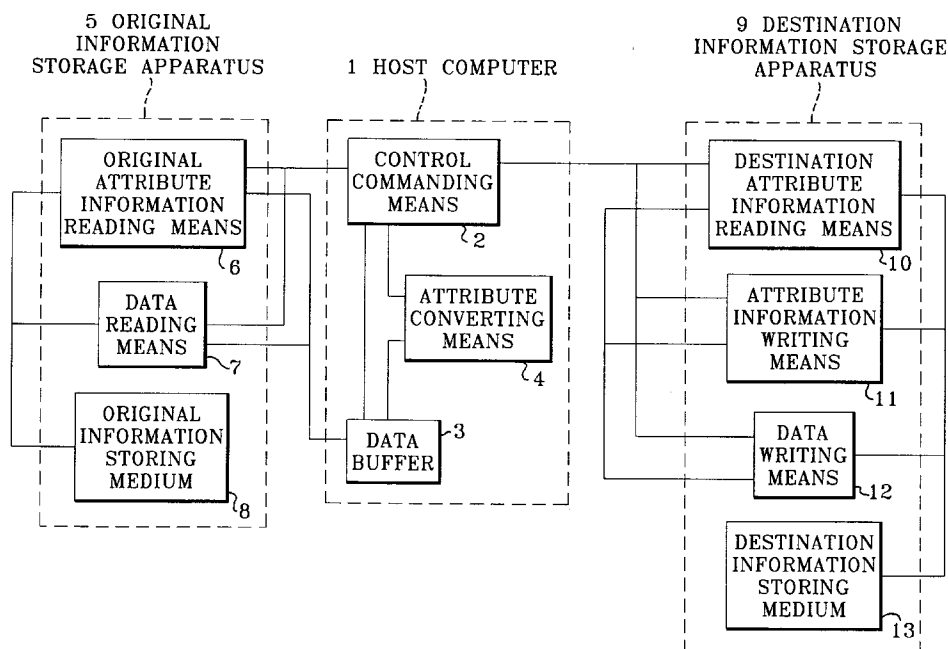 5 ORIGINAL
INFORMATION
STORAGE APPARATUS
1 HOST COMPUTER
9 DESTINATION
INFORMATION STORAGE
APPARATUS
ORIGINAL
ATTRIBUTE
INFORMATION
READING MEANS
6
DATA
READING
MEANS
7
ORIGINAL
INFORMATION
STORING
MEDIUM
8
CONTROL
COMMANDING
MEANS
2
ATTRIBUTE
CONVERTING
MEANS
4
DATA
BUFFER
3
DESTINATION
ATTRIBUTE
INFORMATION
READING MEANS
10
ATTRIBUTE
INFORMATION
WRITING
MEANS
11
DATA
WRITING
MEANS
12
DESTINATION
INFORMATION
STORING
MEDIUM
13